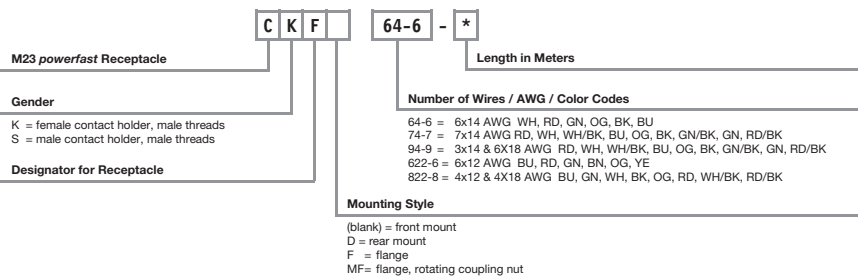 C K F 64-6 - *
M23 powerfast Receptacle
Length in Meters
Gender
K = female contact holder, male threads
S = male contact holder, male threads
Number of Wires / AWG / Color Codes
64-6 = 6x14 AWG WH, RD, GN, OG, BK, BU
74-7 = 7x14 AWG RD, WH, WH/BK, BU, OG, BK, GN/BK, GN, RD/BK
94-9 = 3x14 & 6X18 AWG RD, WH, WH/BK, BU, OG, BK, GN/BK, GN, RD/BK
622-6 = 6x12 AWG BU, RD, GN, BN, OG, YE
822-8 = 4x12 & 4X18 AWG BU, GN, WH, BK, OG, RD, WH/BK, RD/BK
Designator for Receptacle
Mounting Style
(blank) = front mount
D = rear mount
F = flange
MF= flange, rotating coupling nut